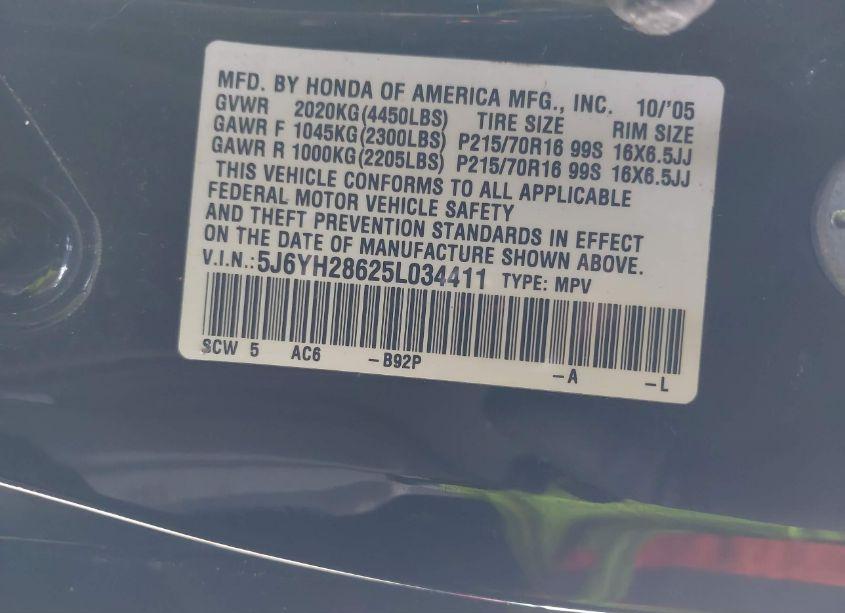 MFD. BY HONDA OF AMERICA MFG., INC. 10/'05
GVWR 2020KG(4450LBS) TIRE SIZE RIM SIZE
GAWR F 1045KG(2300LBS) P215/70R16 99S 16X6.5JJ
GAWR R 1000KG(2205LBS) P215/70R16 99S 16X6.5JJ
THIS VEHICLE CONFORMS TO ALL APPLICABLE
FEDERAL MOTOR VEHICLE SAFETY
AND THEFT PREVENTION STANDARDS IN EFFECT
ON THE DATE OF MANUFACTURE SHOWN ABOVE.
V.I.N.:5J6YH28625L034411 TYPE: MPV
SCW 5 AC6 -B92P -A -L